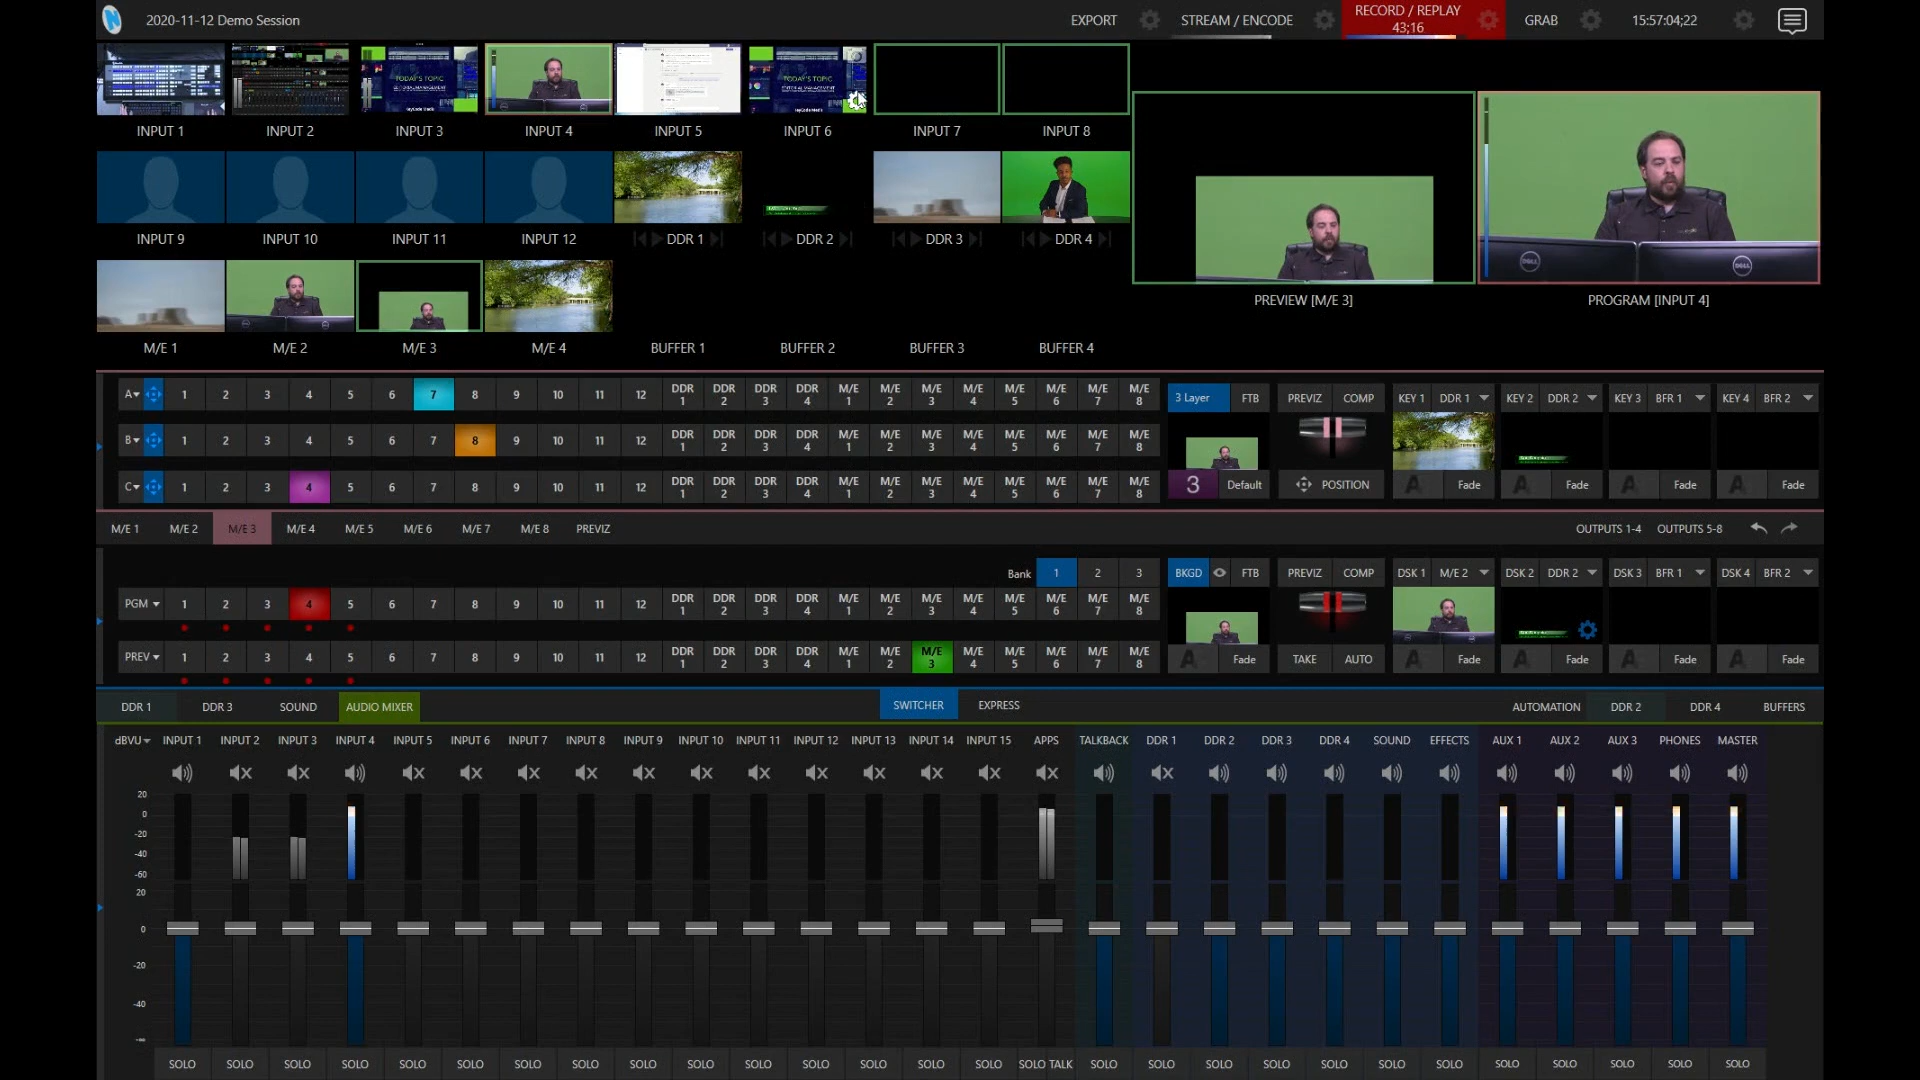 2020-11-12 Demo Session EXPORT STREAM / ENCODE RECORD / REPLAY 43;16 GRAB 15:57:04;22
TODAY'S TOPIC
TODAY'S TOPIC
EDITORIAL MANAGEMENT
INPUT 1 INPUT 2 INPUT 3 INPUT 4 INPUT 5 INPUT 6 INPUT 7 INPUT 8
INPUT 9 INPUT 10 INPUT 11 INPUT 12 DDR 1 DDR 2 DDR 3 DDR 4
DELL DELL
PREVIEW [M/E 3] PROGRAM [INPUT 4]
M/E 1 M/E 2 M/E 3 M/E 4 BUFFER 1 BUFFER 2 BUFFER 3 BUFFER 4
A 1 2 3 4 5 6 7 8 9 10 11 12 DDR 1 DDR 2 DDR 3 DDR 4 M/E 1 M/E 2 M/E 3 M/E 4 M/E 5 M/E 6 M/E 7 M/E 8
3 Layer FTB PREVIZ COMP KEY 1 DDR 1 KEY 2 DDR 2 KEY 3 BFR 1 KEY 4 BFR 2
B 1 2 3 4 5 6 7 8 9 10 11 12 DDR 1 DDR 2 DDR 3 DDR 4 M/E 1 M/E 2 M/E 3 M/E 4 M/E 5 M/E 6 M/E 7 M/E 8
C 1 2 3 4 5 6 7 8 9 10 11 12 DDR 1 DDR 2 DDR 3 DDR 4 M/E 1 M/E 2 M/E 3 M/E 4 M/E 5 M/E 6 M/E 7 M/E 8
3 Default POSITION A Fade A Fade A Fade A Fade
M/E 1 M/E 2 M/E 3 M/E 4 M/E 5 M/E 6 M/E 7 M/E 8 PREVIZ OUTPUTS 1-4 OUTPUTS 5-8
Bank 1 2 3 BKGD FTB PREVIZ COMP DSK 1 M/E 2 DSK 2 DDR 2 DSK 3 BFR 1 DSK 4 BFR 2
PGM 1 2 3 4 5 6 7 8 9 10 11 12 DDR 1 DDR 2 DDR 3 DDR 4 M/E 1 M/E 2 M/E 3 M/E 4 M/E 5 M/E 6 M/E 7 M/E 8
PREV 1 2 3 4 5 6 7 8 9 10 11 12 DDR 1 DDR 2 DDR 3 DDR 4 M/E 1 M/E 2 M/E 3 M/E 4 M/E 5 M/E 6 M/E 7 M/E 8
A Fade TAKE AUTO A Fade A Fade A Fade A Fade
DDR 1 DDR 3 SOUND AUDIO MIXER SWITCHER EXPRESS AUTOMATION DDR 2 DDR 4 BUFFERS
dBVU INPUT 1 INPUT 2 INPUT 3 INPUT 4 INPUT 5 INPUT 6 INPUT 7 INPUT 8 INPUT 9 INPUT 10 INPUT 11 INPUT 12 INPUT 13 INPUT 14 INPUT 15 APPS TALKBACK DDR 1 DDR 2 DDR 3 DDR 4 SOUND EFFECTS AUX 1 AUX 2 AUX 3 PHONES MASTER
20
0
-20
-40
-60
20
0
-20
-40
-∞
SOLO SOLO SOLO SOLO SOLO SOLO SOLO SOLO SOLO SOLO SOLO SOLO SOLO SOLO SOLO SOLO TALK SOLO SOLO SOLO SOLO SOLO SOLO SOLO SOLO SOLO SOLO SOLO SOLO